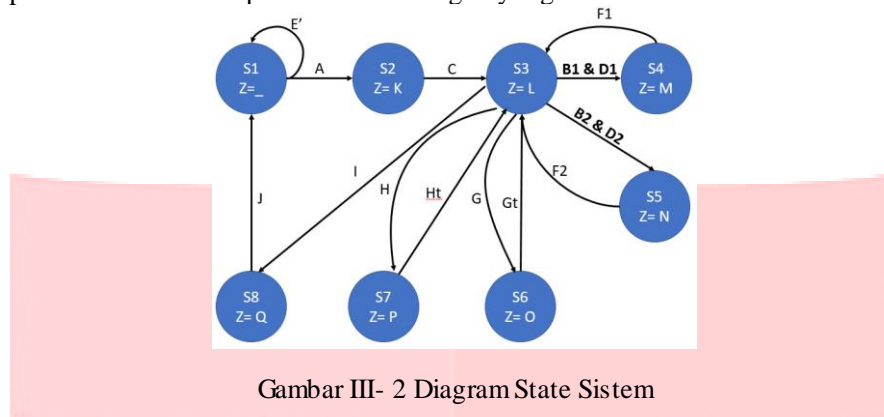 E’
F1
S1
Z=_
A
S2
Z= K
C
S3
Z= L
B1 & D1
S4
Z= M
B2 & D2
I
H
Ht
G
Gt
F2
S5
Z= N
J
S8
Z= Q
S7
Z= P
S6
Z= O
Gambar III- 2 Diagram State Sistem